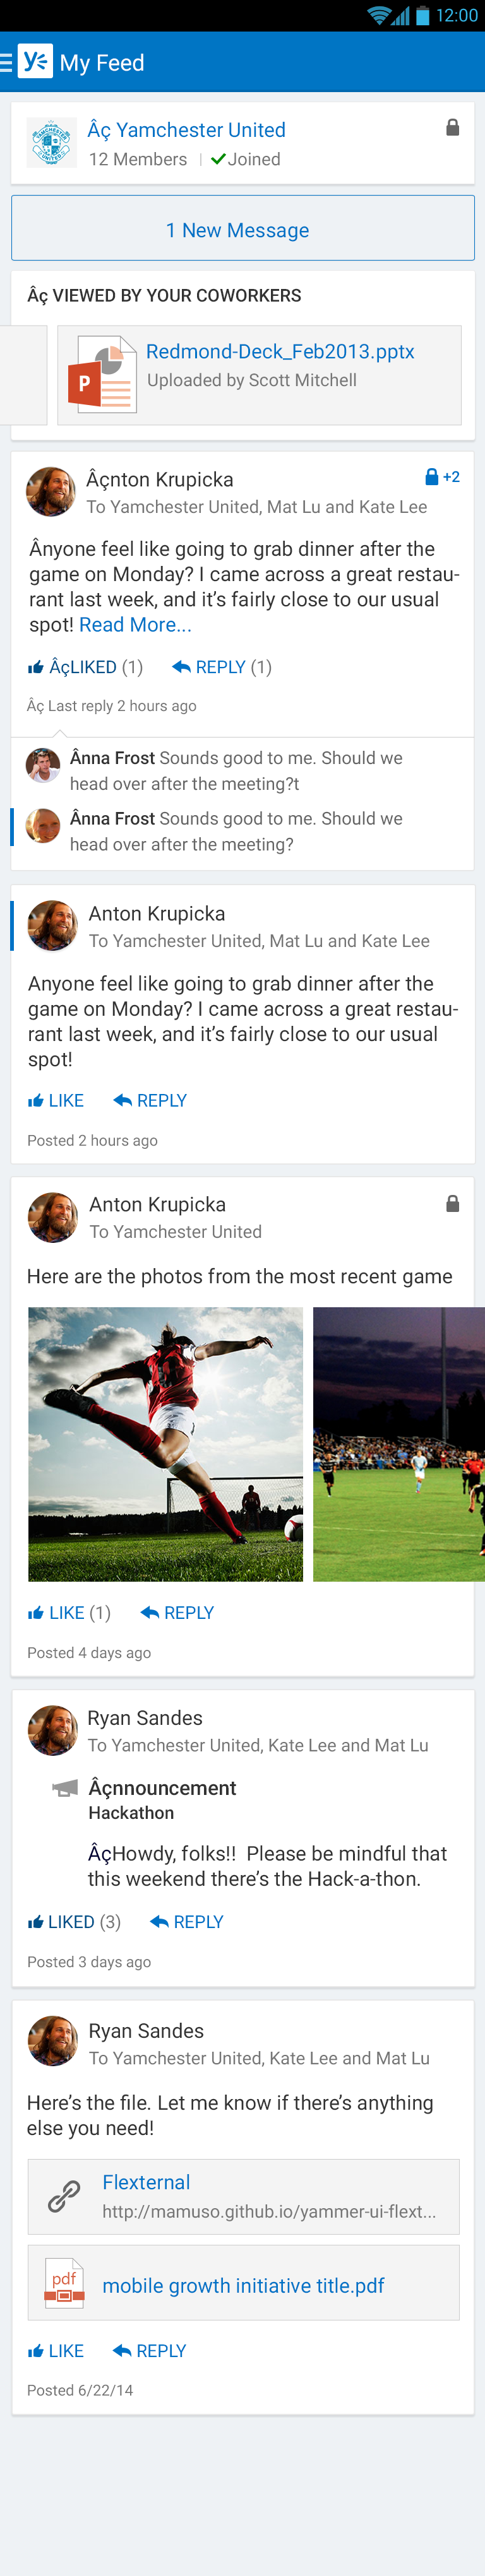 12:00
My Feed
Âç Yamchester United
12 Members | Joined
1 New Message
Âç VIEWED BY YOUR COWORKERS
Redmond-Deck_Feb2013.pptx
P
Uploaded by Scott Mitchell
Âçnton Krupicka
+2
To Yamchester United, Mat Lu and Kate Lee
Ânyone feel like going to grab dinner after the
game on Monday? I came across a great restau-
rant last week, and it’s fairly close to our usual
spot! Read More...
ÂçLIKED (1) REPLY (1)
Âç Last reply 2 hours ago
Ânna Frost Sounds good to me. Should we
head over after the meeting?t
Ânna Frost Sounds good to me. Should we
head over after the meeting?
Anton Krupicka
To Yamchester United, Mat Lu and Kate Lee
Anyone feel like going to grab dinner after the
game on Monday? I came across a great restau-
rant last week, and it’s fairly close to our usual
spot!
LIKE REPLY
Posted 2 hours ago
Anton Krupicka
To Yamchester United
Here are the photos from the most recent game
LIKE (1) REPLY
Posted 4 days ago
Ryan Sandes
To Yamchester United, Kate Lee and Mat Lu
Âçnnouncement
Hackathon
ÂçHowdy, folks!! Please be mindful that
this weekend there’s the Hack-a-thon.
LIKED (3) REPLY
Posted 3 days ago
Ryan Sandes
To Yamchester United, Kate Lee and Mat Lu
Here’s the file. Let me know if there’s anything
else you need!
Flexternal
http://mamuso.github.io/yammer-ui-flext...
pdf
mobile growth initiative title.pdf
LIKE REPLY
Posted 6/22/14